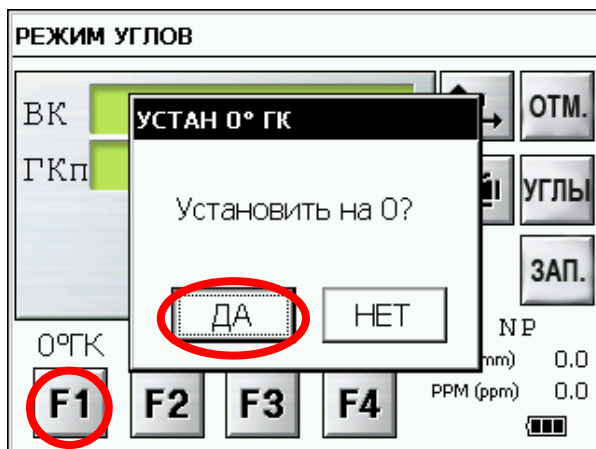 РЕЖИМ УГЛОВ
ВК
УСТАН 0° ГК
ОТМ.
ГКп
Установить на 0?
УГЛЫ
ЗАП.
ДА
НЕТ
NP
0°ГК
mm) 0.0
F1 F2 F3 F4
PPM (ppm) 0.0